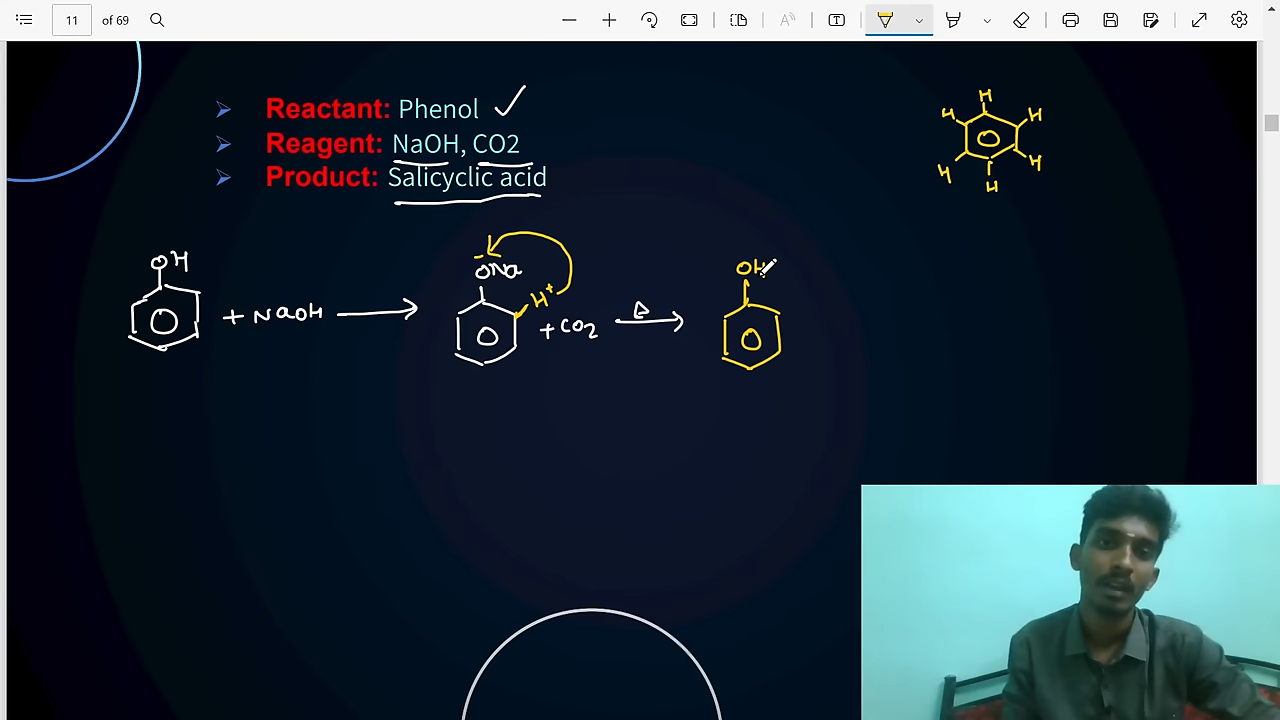 11 of 69
Reactant: Phenol
Reagent: NaOH, CO2
Product: Salicyclic acid
H
H H
H H
H
OH
+ NaOH
ONa
H+
+ CO2
Δ
OH